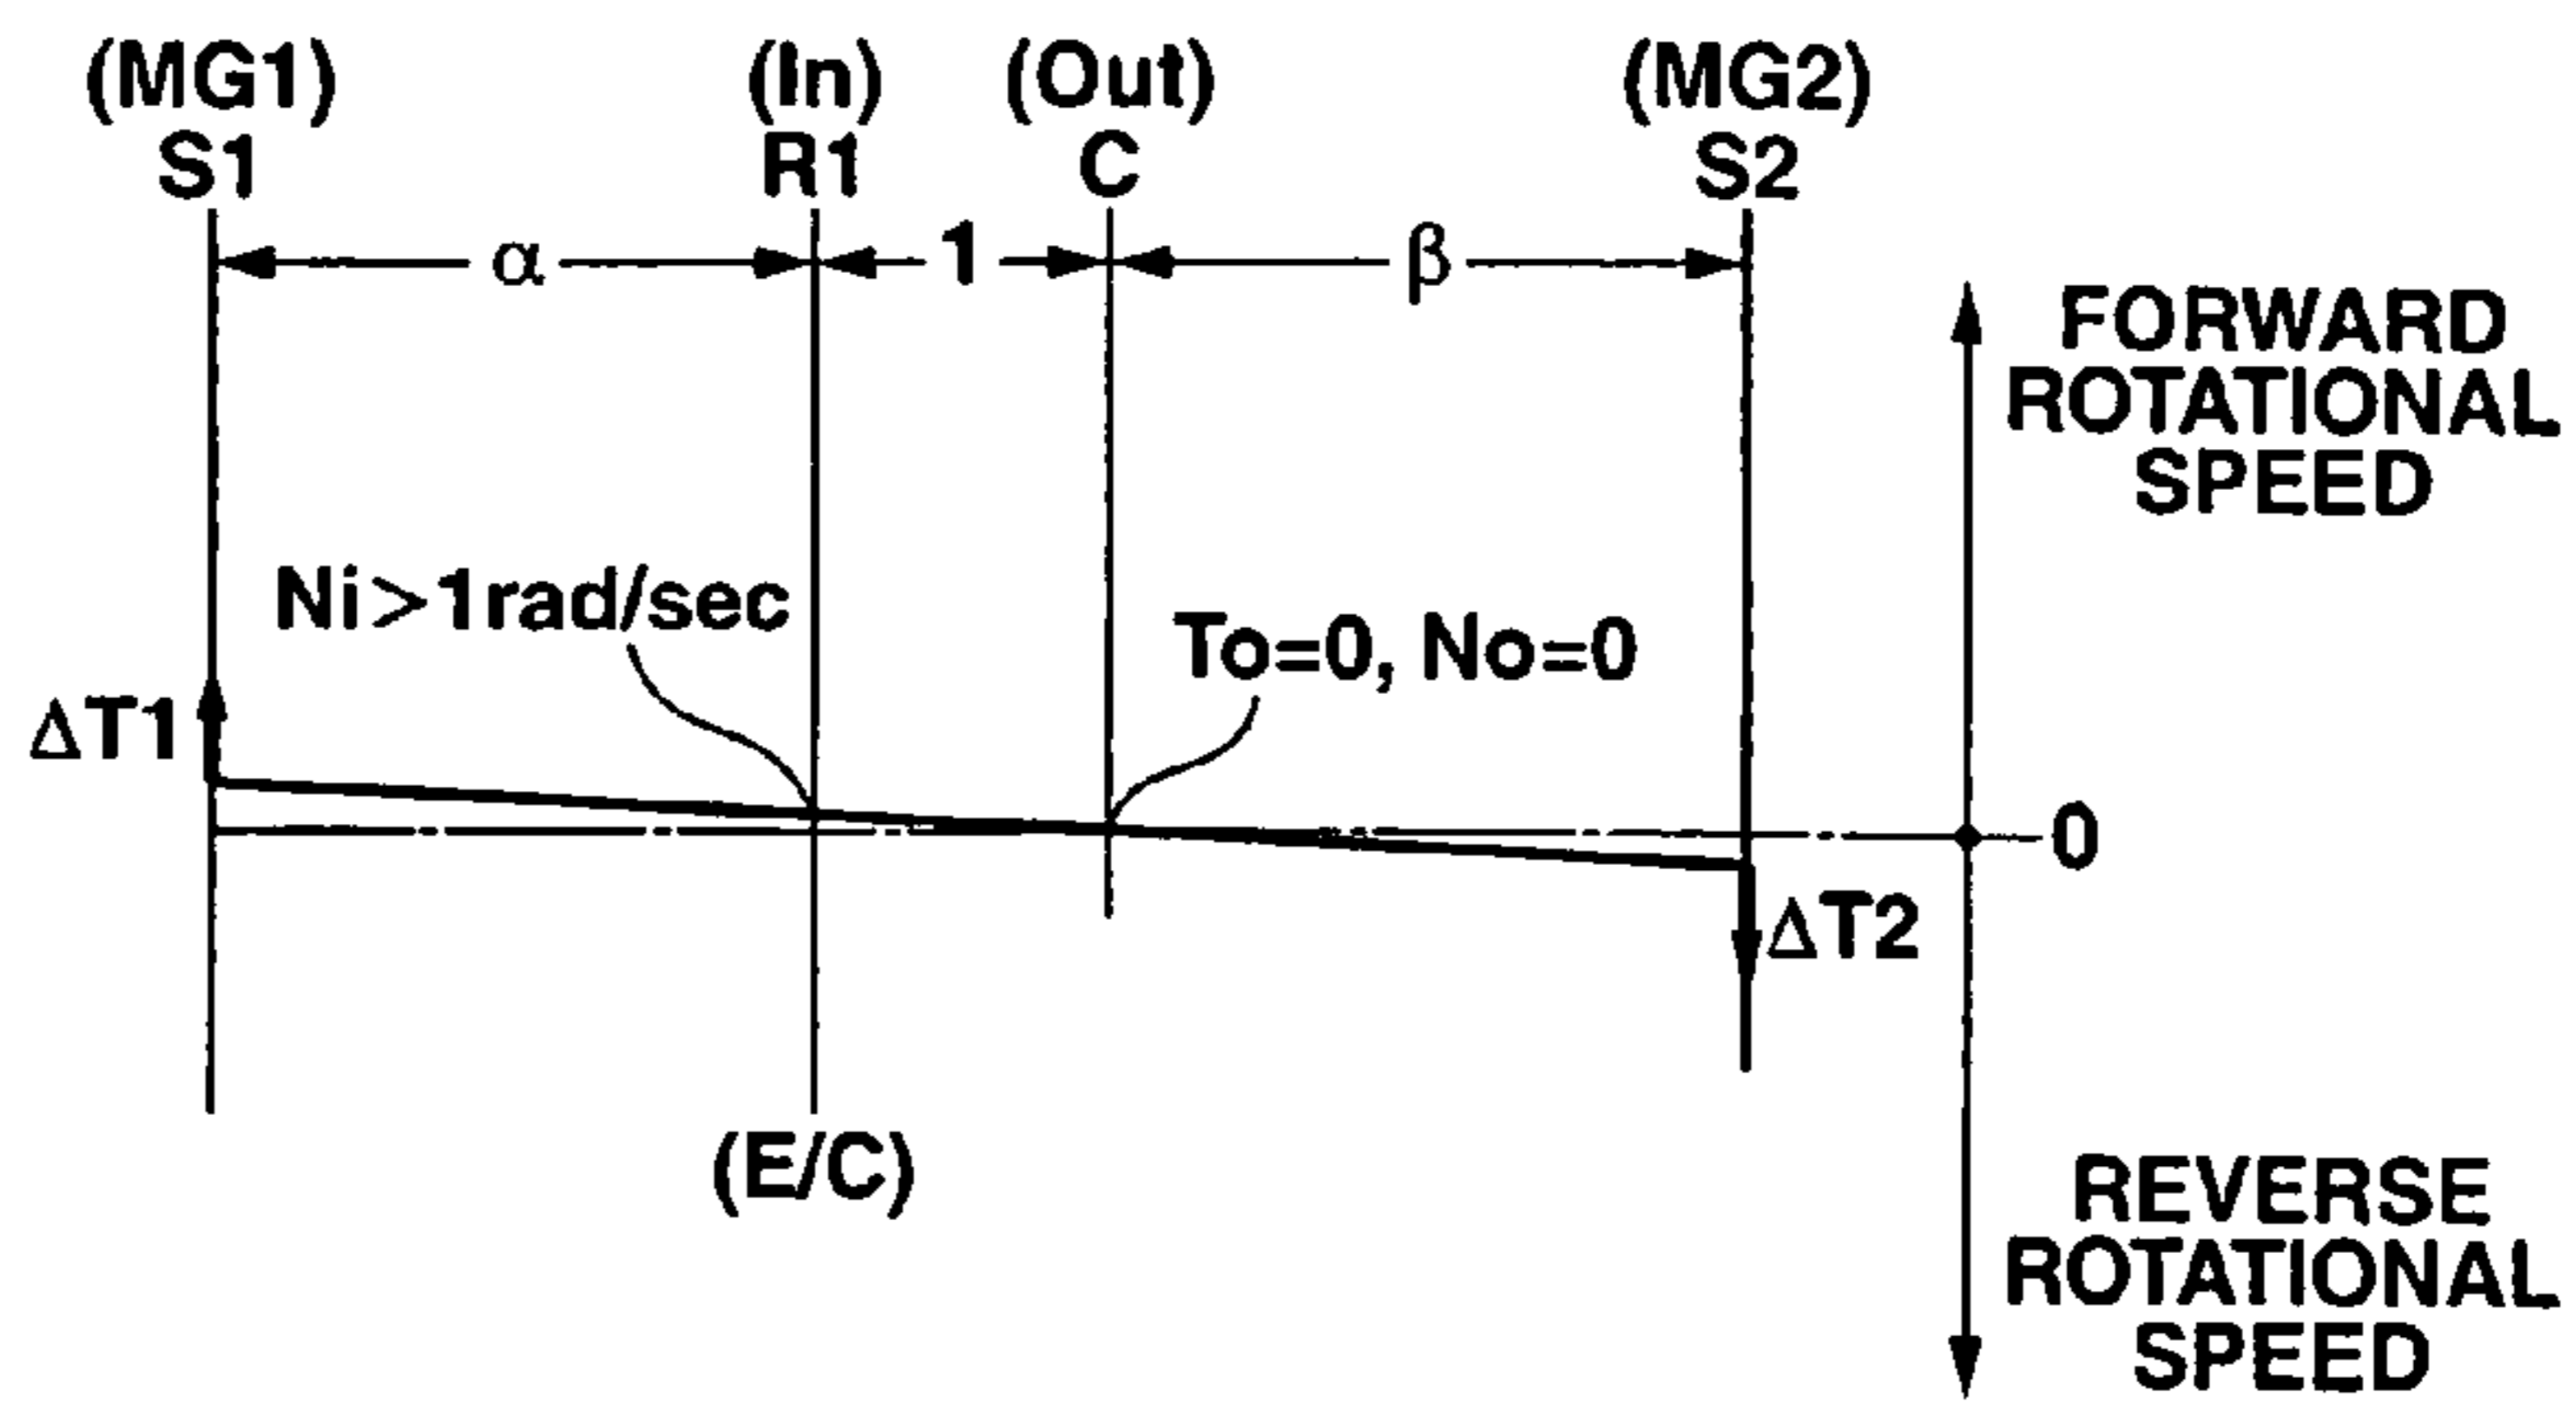 (MG1) (In) (Out) (MG2)
S1 R1 C S2
α 1 β
FORWARD
ROTATIONAL
SPEED
Ni>1rad/sec
To=0, No=0
ΔT1
0
ΔT2
(E/C)
REVERSE
ROTATIONAL
SPEED